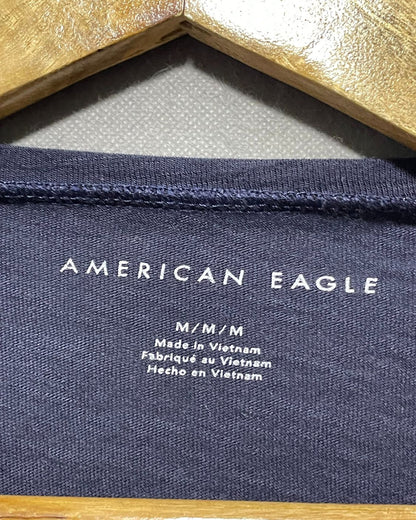 AMERICAN EAGLE
M/M/M
Made in Vietnam
Fabriqué au Vietnam
Hecho en Vietnam